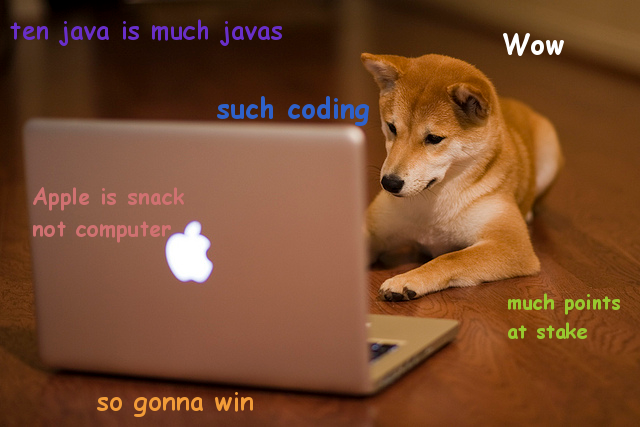 ten java is much javas
Wow
such coding
Apple is snack
not computer
much points
at stake
so gonna win